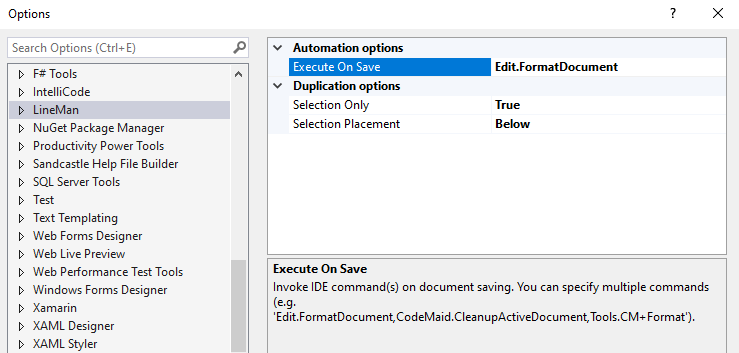 Options
?
Search Options (Ctrl+E)
F# Tools
IntelliCode
LineMan
NuGet Package Manager
Productivity Power Tools
Sandcastle Help File Builder
SQL Server Tools
Test
Text Templating
Web Forms Designer
Web Live Preview
Web Performance Test Tools
Windows Forms Designer
Xamarin
XAML Designer
XAML Styler
Automation options
Execute On Save Edit.FormatDocument
Duplication options
Selection Only True
Selection Placement Below
Execute On Save
Invoke IDE command(s) on document saving. You can specify multiple commands
(e.g.
'Edit.FormatDocument,CodeMaid.CleanupActiveDocument,Tools.CM+Format').